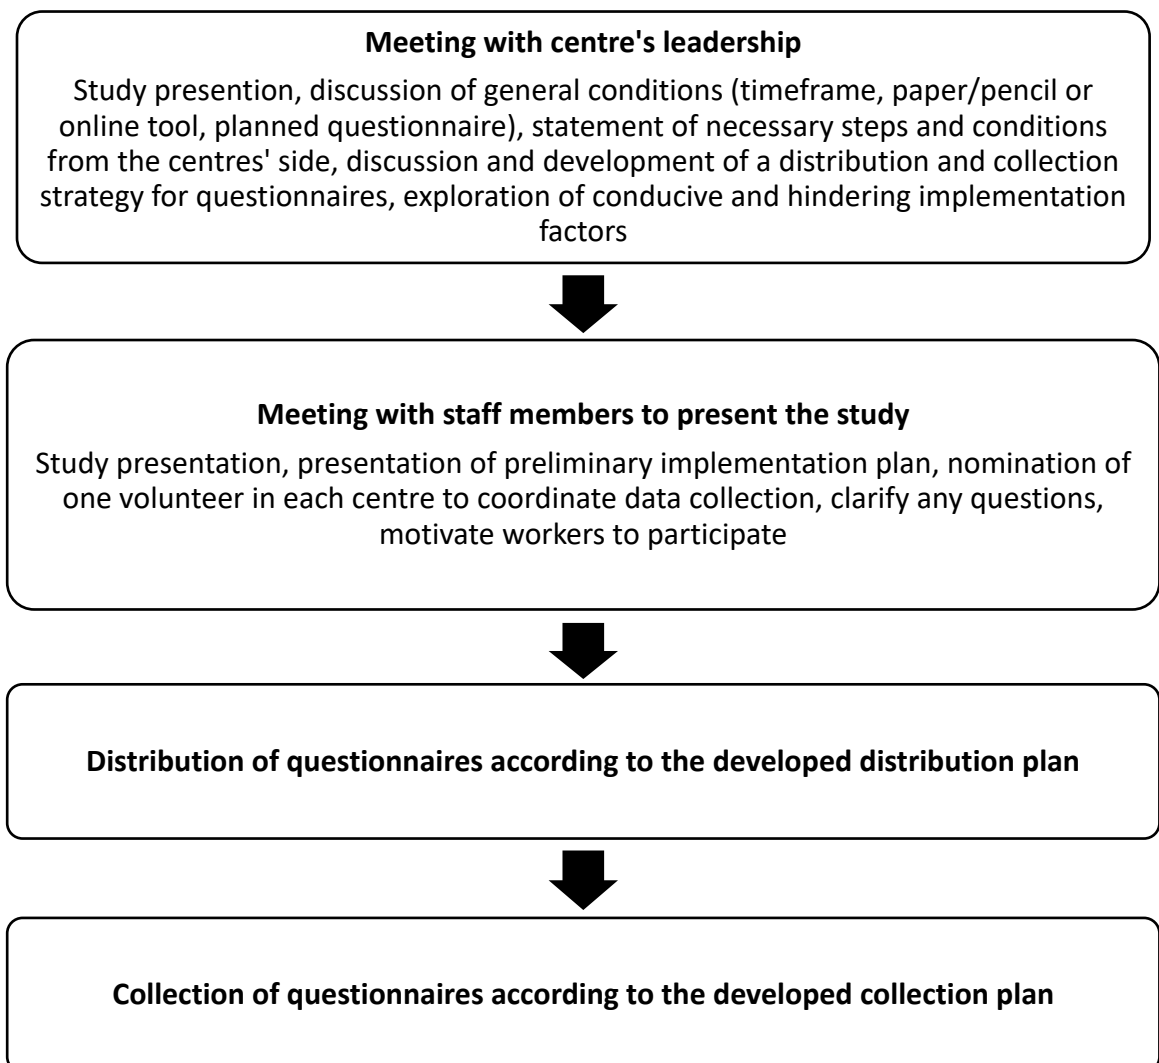 Meeting with centre's leadership
Study presention, discussion of general conditions (timeframe, paper/pencil or
online tool, planned questionnaire), statement of necessary steps and conditions
from the centres' side, discussion and development of a distribution and collection
strategy for questionnaires, exploration of conducive and hindering implementation
factors
Meeting with staff members to present the study
Study presentation, presentation of preliminary implementation plan, nomination of
one volunteer in each centre to coordinate data collection, clarify any questions,
motivate workers to participate
Distribution of questionnaires according to the developed distribution plan
Collection of questionnaires according to the developed collection plan